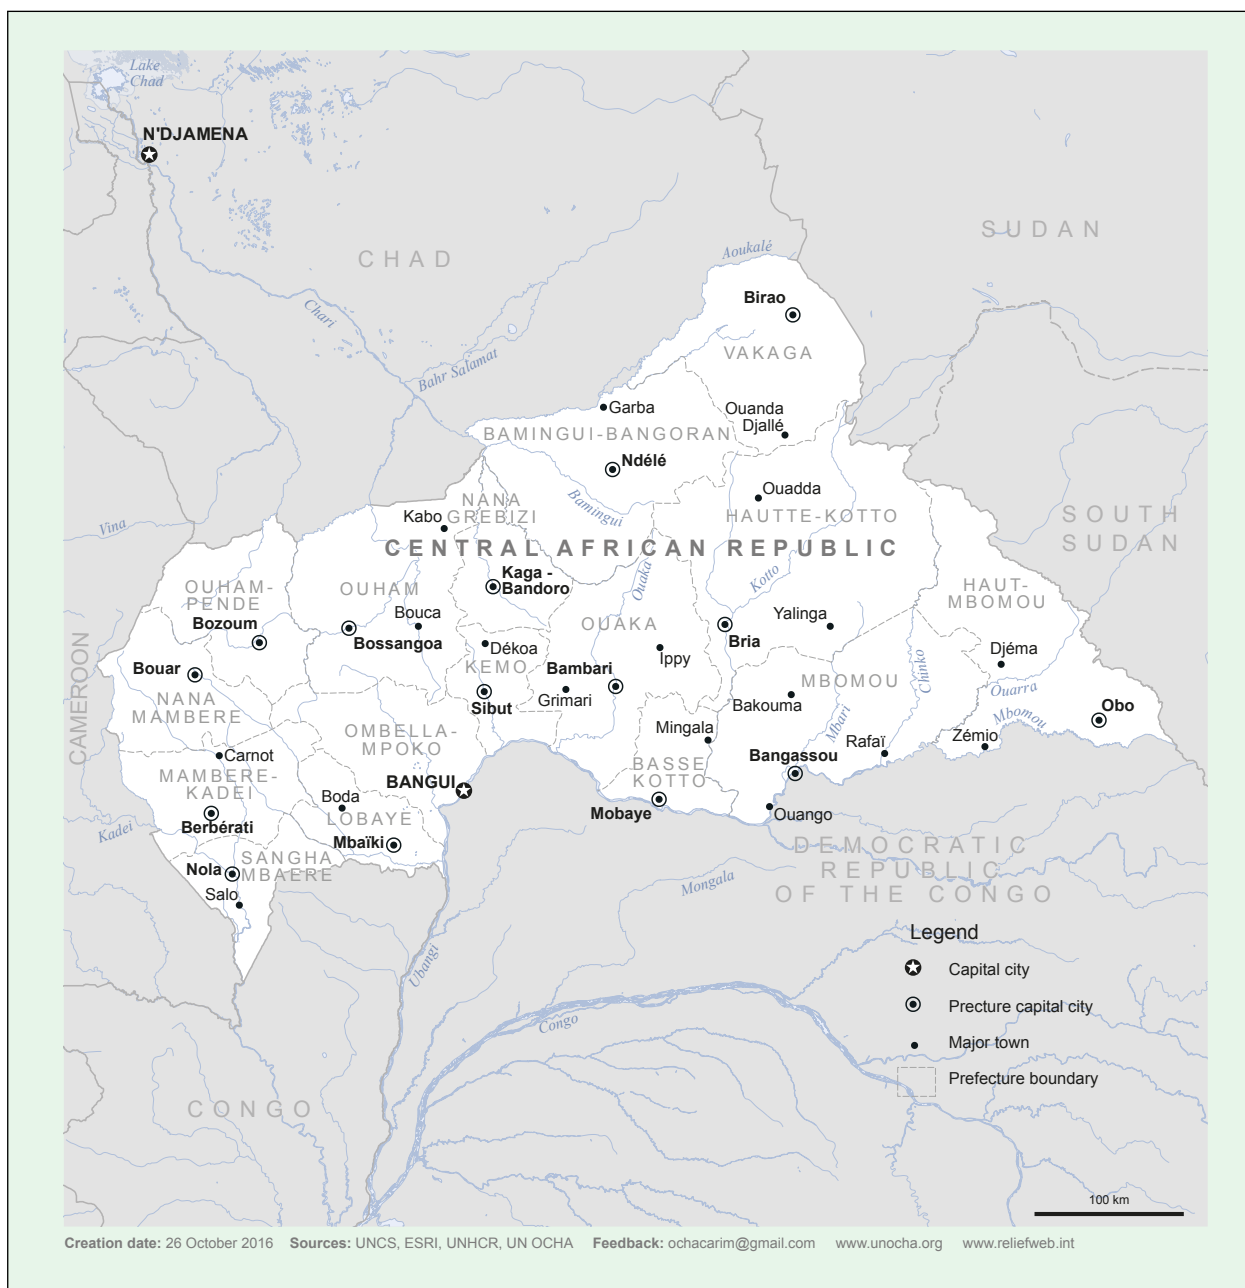 Lake
Chad
N'DJAMENA
CHAD
SUDAN
Aoukalé
Chari
Birao
VAKAGA
Bahr Salamat
Garba
Ouanda
Djallé
BAMINGUI-BANGORAN
Ndélé
Bamingui
Ouadda
NANA
GREBIZI
Kabo
HAUTTE-KOTTO
SOUTH
SUDAN
Vina
CENTRAL AFRICAN REPUBLIC
Ouaka
Kotto
Kaga -
Bandoro
OUHAM-
PENDE
OUHAM
HAUT-
MBOMOU
Bozoum
Bouca
Bossangoa
OUAKA
Yalinga
Bria
CAMEROON
Bouar
Dékoa
KEMO
Bambari
Ippy
Djéma
Chinko
MBOMOU
Ouarra
NANA
MAMBERE
Sibut
Grimari
Bakouma
Mbari
Mbomou
Obo
OMBELLA-
MPOKO
Mingala
Rafaï
Zémio
Carnot
BASSE
KOTTO
Bangassou
MAMBERE-
KADEI
BANGUI
Boda
LOBAYE
Mobaye
Ouango
Kadei
Berbérati
Mbaïki
DEMOCRATIC
REPUBLIC
OF THE CONGO
SANGHA
MBAERE
Nola
Salo
Mongala
Ubangi
Congo
CONGO
Legend
Capital city
Precture capital city
Major town
Prefecture boundary
100 km
Creation date: 26 October 2016 Sources: UNCS, ESRI, UNHCR, UN OCHA Feedback: ochacarim@gmail.com www.unocha.org www.reliefweb.int